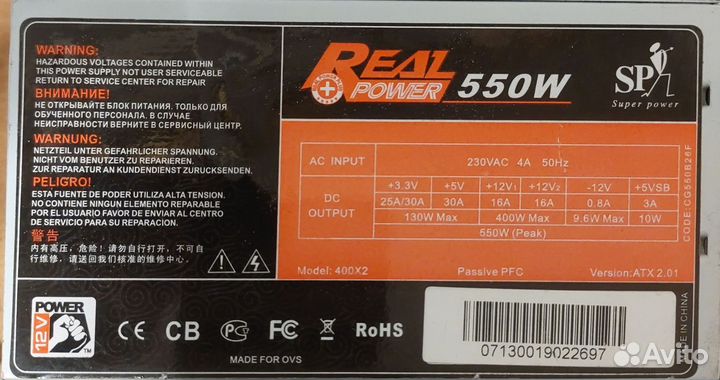 WARNING:
HAZARDOUS VOLTAGES CONTAINED WITHIN
THIS POWER SUPPLY NOT USER SERVICEABLE
RETURN TO SERVICE CENTER FOR REPAIR
ВНИМАНИЕ!
НЕ ОТКРЫВАЙТЕ БЛОК ПИТАНИЯ. ТОЛЬКО ДЛЯ
ОБУЧЕННОГО ПЕРСОНАЛА. В СЛУЧАЕ
НЕИСПРАВНОСТИ ВЕРНИТЕ В СЕРВИСНЫЙ ЦЕНТР.
WARNUNG:
NETZTEIL UNTER GEFAHRLICHER SPANNUNG.
NICHT VOM BENUTZER ZU REPARIEREN.
ZUR REPARATUR AN KUNDENDIENST ZURUCKSENDEN.
PELIGRO!
ESTA FUENTE DE PODER UTILIZA ALTA TENSION.
NO CONTIENE NINGUN ELEMENTO REPARABLE
POR EL USUARIO FAVOR DE ENVIAR AL CENTRO
DE SERVICIO PARA SU REPARACION.
警告
内有高压，危险！请勿自行打开，不可自
行维修，请送回我们核准的维修中心。
REAL
POWER
550W
SP
Super power
AC INPUT 230VAC 4A 50Hz
DC OUTPUT +3.3V +5V +12V1 +12V2 -12V +5VSB
25A/30A 30A 16A 16A 0.8A 3A
130W Max 400W Max 9.6W Max 10W
550W (Peak)
CODE:CG550B26F
Model: 400X2 Passive PFC Version:ATX 2.01
POWER
12V
TM
CE CB PC FC RoHS
MADE FOR OVS
07130019022697
MADE IN CHINA
Avito